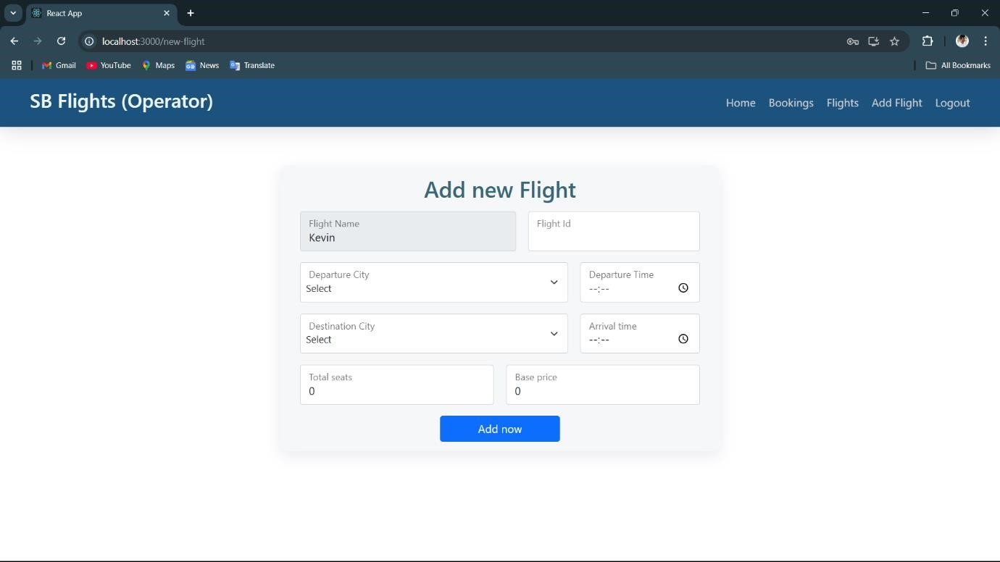 React App
localhost:3000/new-flight
Gmail YouTube Maps News Translate All Bookmarks
SB Flights (Operator)
Home Bookings Flights Add Flight Logout
Add new Flight
Flight Name
Kevin
Flight Id
Departure City
Select
Departure Time
--:--
Destination City
Select
Arrival time
--:--
Total seats
0
Base price
0
Add now